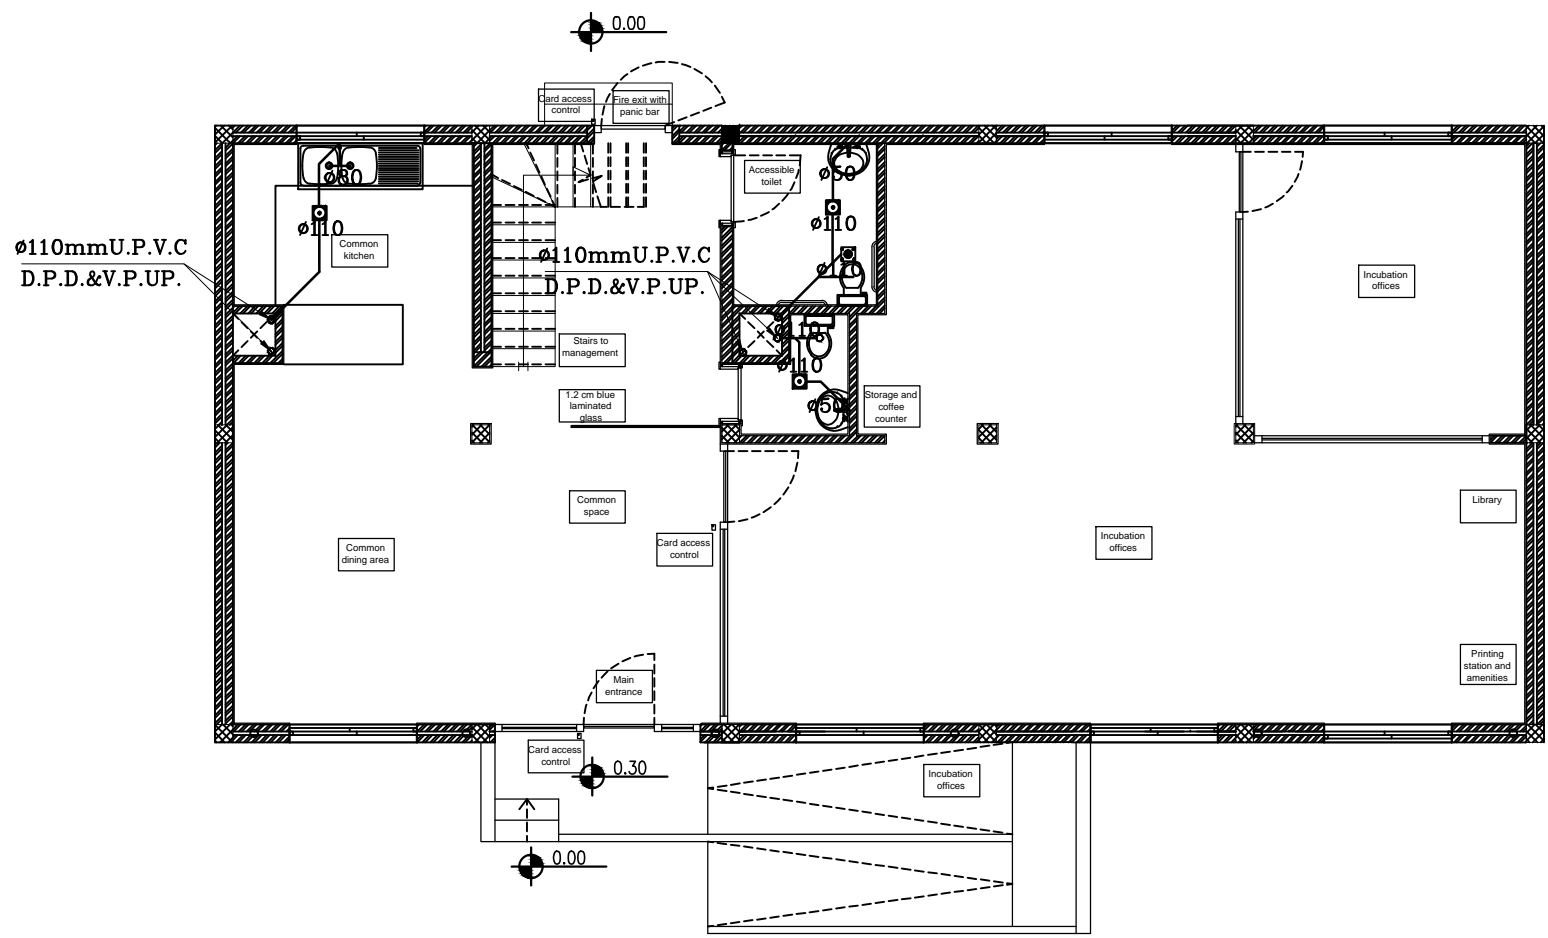 0.00
Card access
control
Fire exit with
panic bar
ø80
Accessible
toilet
ø50
ø110
ø110
ø110mmU.P.V.C
D.P.D.&V.P.UP.
Common
kitchen
ø110mmU.P.V.C
D.P.D.&V.P.UP.
Incubation
offices
Stairs to
management
ø110
1.2 cm blue
laminated
glass
Storage and
coffee
counter
Common
space
Library
Card access
control
Common
dining area
Incubation
offices
Printing
station and
amenities
Main
entrance
Card access
control
0.30
Incubation
offices
0.00